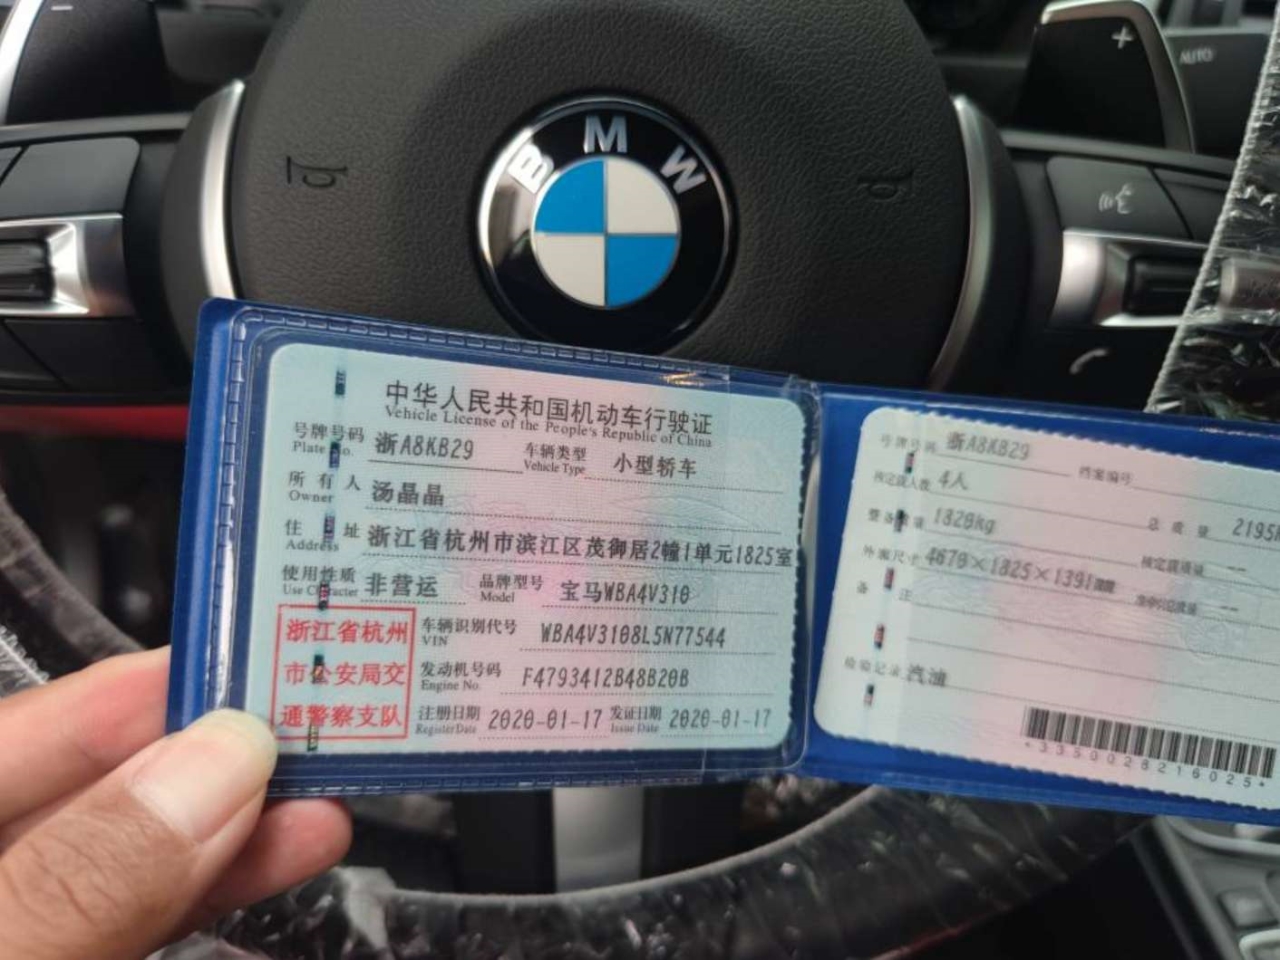 BMW
AUTO
中华人民共和国机动车行驶证
Vehicle License of the People's Republic of China
号牌号码 浙A8KB29 车辆类型 小型轿车
Plate No. Vehicle Type
所有人 汤晶晶
Owner
住址 浙江省杭州市滨江区茂御居2幢1单元1825室
Address
使用性质 非营运 品牌型号 宝马WBA4V310
Use Character Model
浙江省杭州
市公安局交
通警察支队
车辆识别代号 WBA4V3108L5N77544
VIN
发动机号码 F4793412B48B20B
Engine No.
注册日期 2020-01-17 发证日期 2020-01-17
Register Date Issue Date
号牌号码 浙A8KB29 档案编号
核定载人数 4人 总质量 2195
整备质量 1820kg 核定载质量 --
外廓尺寸 4670×1825×1391mm --
备注
检验记录 汽油
*3350028216025*